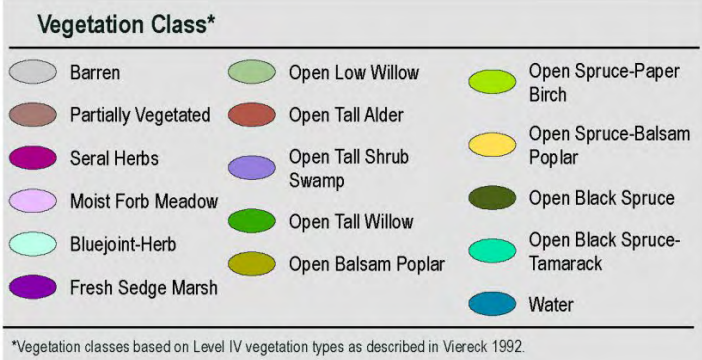 Vegetation Class*
Barren
Partially Vegetated
Seral Herbs
Moist Forb Meadow
Bluejoint-Herb
Fresh Sedge Marsh
Open Low Willow
Open Tall Alder
Open Tall Shrub
Swamp
Open Tall Willow
Open Balsam Poplar
Open Spruce-Paper
Birch
Open Spruce-Balsam
Poplar
Open Black Spruce
Open Black Spruce-
Tamarack
Water
*Vegetation classes based on Level IV vegetation types as described in Viereck 1992.